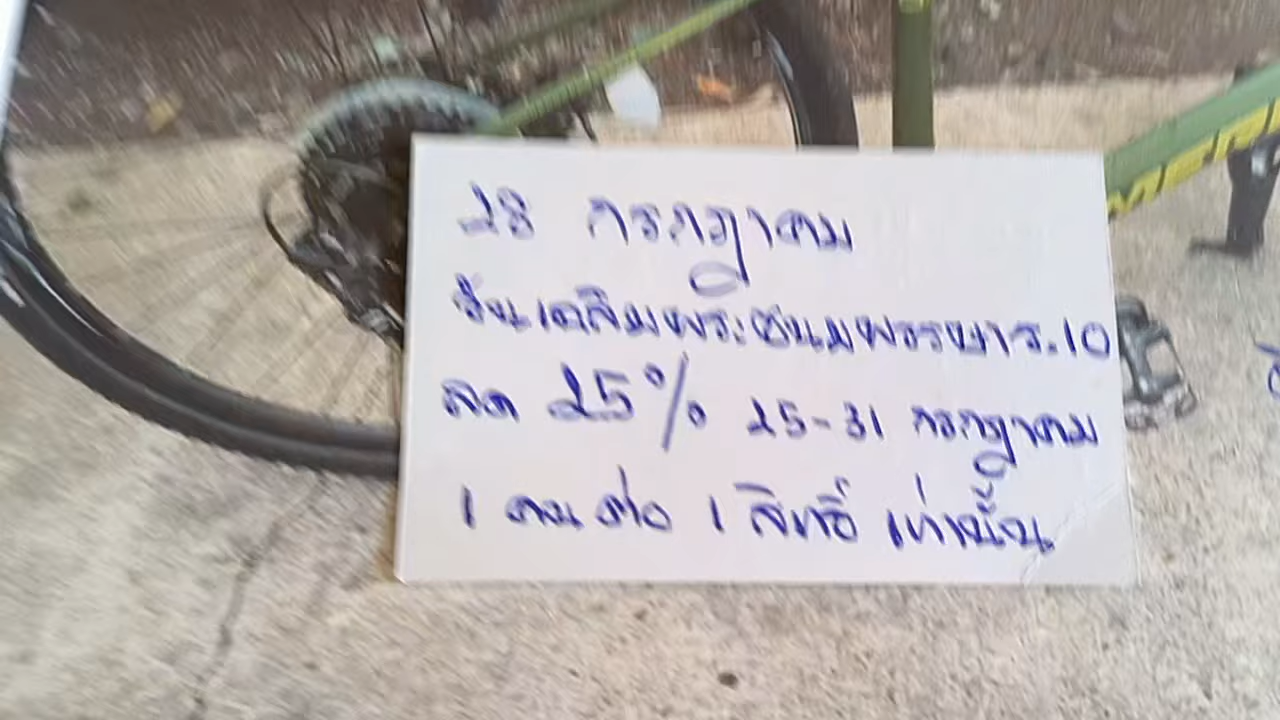 28 กรกฎาคม
วันเฉลิมพระชนมพรรษา ร.10
ลด 25% 25-31 กรกฎาคม
1 คน ต่อ 1 สิทธิ์ เท่านั้น